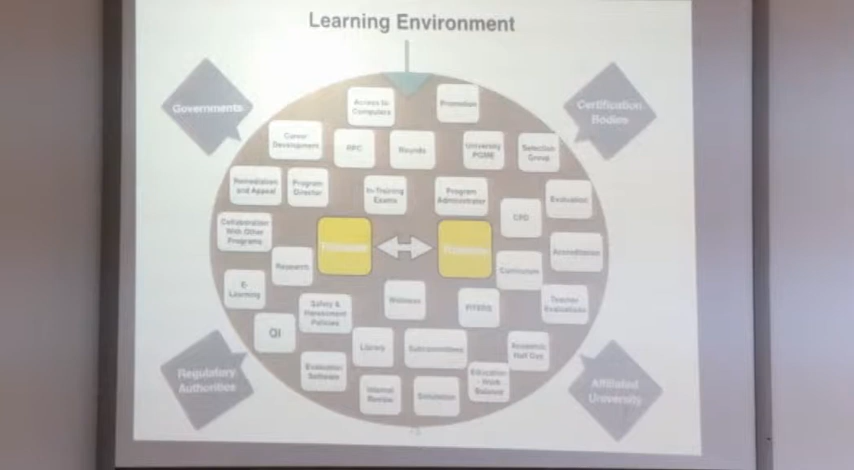 Learning Environment
Governments
Certification
Bodies
Access to
Computers
Promotion
Career
Development
RPC
Rounds
University
PGME
Selection
Group
Remediation
and Appeal
Program
Director
In-Training
Exams
Program
Administrator
Evaluation
CPD
Collaboration
With Other
Programs
Accreditation
Research
Curriculum
E-
Learning
Safety &
Harassment
Policies
Wellness
Teacher
Evaluations
QI
Library
Subcommittees
Academic
Half Day
Evaluation
Software
Education
- Work
Balance
Internal
Review
Simulation
Regulatory
Authorities
Affiliated
University